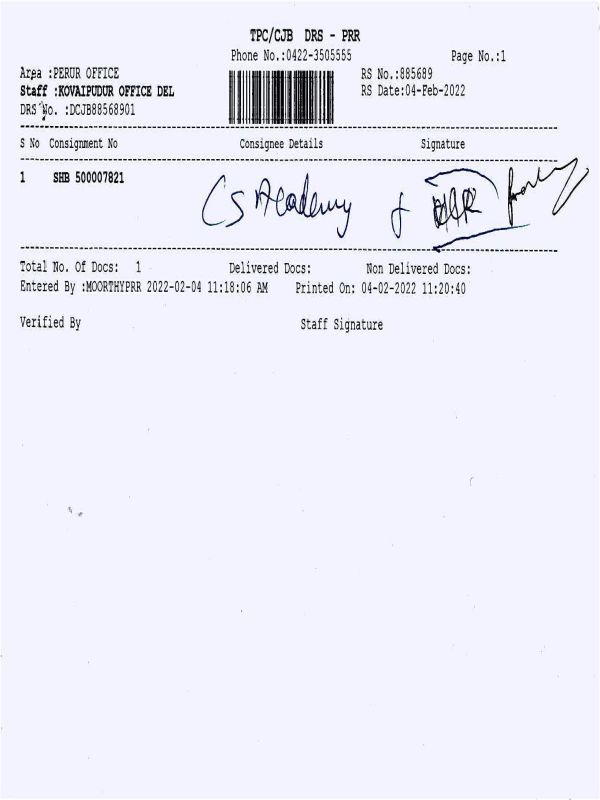 TPC/CJB DRS - PRR
Phone No.:0422-3505555
Page No.:1
Area :PERUR OFFICE
RS No.:885689
Staff :KOVAIPUDUR OFFICE DEL
RS Date:04-Feb-2022
DRS No. :DCJB88568901
S No Consignment No Consignee Details Signature
1 SHB 500007821 CS Academy
Total No. Of Docs: 1 Delivered Docs: Non Delivered Docs:
Entered By :MOORTHYPRR 2022-02-04 11:18:06 AM Printed On: 04-02-2022 11:20:40
Verified By Staff Signature